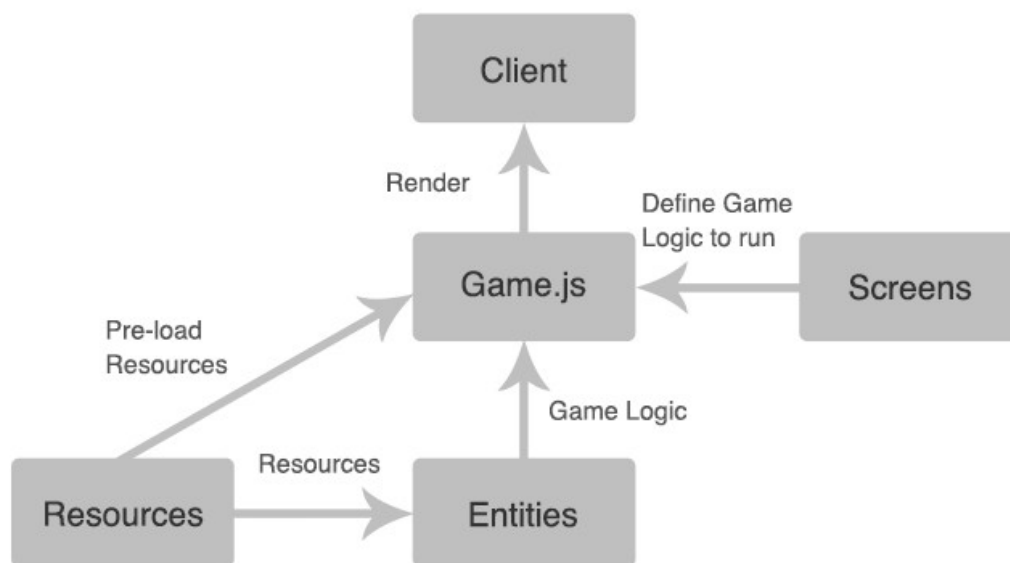 Client
Render
Define Game
Logic to run
Game.js
Screens
Pre-load
Resources
Game Logic
Resources
Resources
Entities